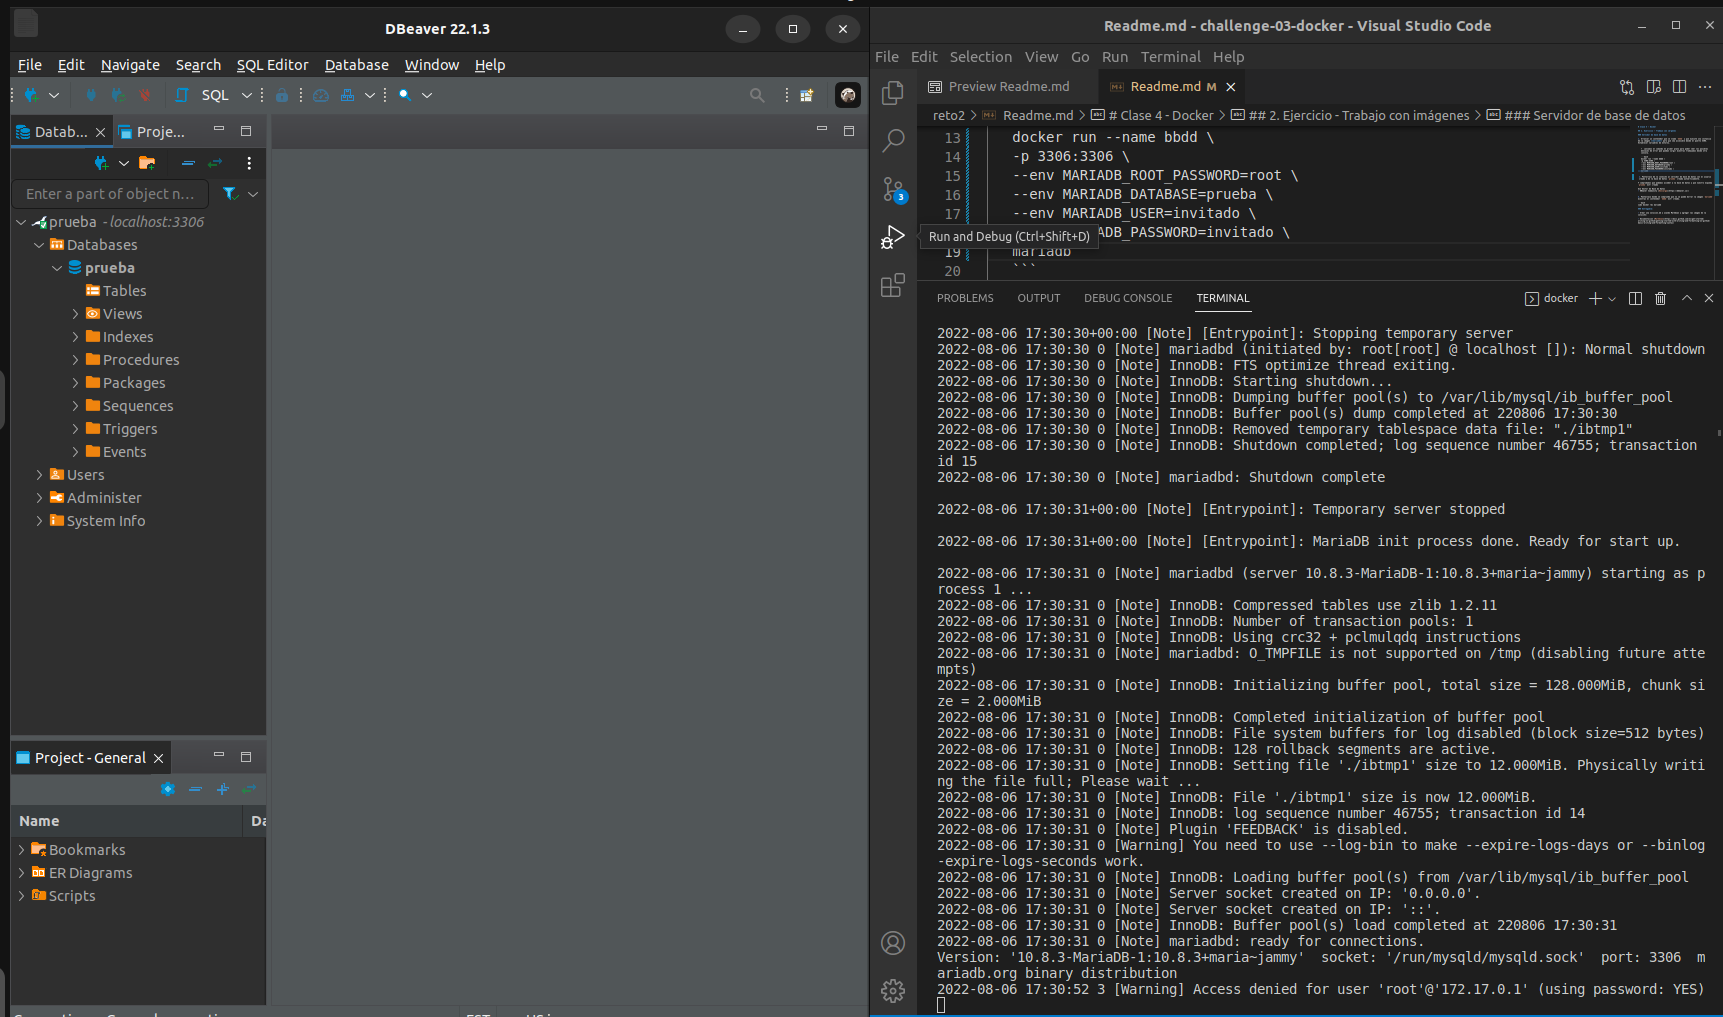 DBeaver 22.1.3
File Edit Navigate Search SQL Editor Database Window Help
SQL
Datab... Proje...
Enter a part of object n...
prueba - localhost:3306
Databases
prueba
Tables
Views
Indexes
Procedures
Packages
Sequences
Triggers
Events
Users
Administer
System Info
Project - General
Name Da
Bookmarks
ER Diagrams
Scripts
Readme.md - challenge-03-docker - Visual Studio Code
File Edit Selection View Go Run Terminal Help
Preview Readme.md Readme.md M
reto2 > Readme.md > # Clase 4 - Docker > ## 2. Ejercicio - Trabajo con imágenes > ### Servidor de base de datos
13 docker run --name bbdd \
14 -p 3306:3306 \
15 --env MARIADB_ROOT_PASSWORD=root \
16 --env MARIADB_DATABASE=prueba \
17 --env MARIADB_USER=invitado \
ADB_PASSWORD=invitado \
19 mariadb
20 ```
3
Run and Debug (Ctrl+Shift+D)
PROBLEMS OUTPUT DEBUG CONSOLE TERMINAL docker
2022-08-06 17:30:30+00:00 [Note] [Entrypoint]: Stopping temporary server
2022-08-06 17:30:30 0 [Note] mariadbd (initiated by: root[root] @ localhost []): Normal shutdown
2022-08-06 17:30:30 0 [Note] InnoDB: FTS optimize thread exiting.
2022-08-06 17:30:30 0 [Note] InnoDB: Starting shutdown...
2022-08-06 17:30:30 0 [Note] InnoDB: Dumping buffer pool(s) to /var/lib/mysql/ib_buffer_pool
2022-08-06 17:30:30 0 [Note] InnoDB: Buffer pool(s) dump completed at 220806 17:30:30
2022-08-06 17:30:30 0 [Note] InnoDB: Removed temporary tablespace data file: "./ibtmp1"
2022-08-06 17:30:30 0 [Note] InnoDB: Shutdown completed; log sequence number 46755; transaction
id 15
2022-08-06 17:30:30 0 [Note] mariadbd: Shutdown complete
2022-08-06 17:30:31+00:00 [Note] [Entrypoint]: Temporary server stopped
2022-08-06 17:30:31+00:00 [Note] [Entrypoint]: MariaDB init process done. Ready for start up.
2022-08-06 17:30:31 0 [Note] mariadbd (server 10.8.3-MariaDB-1:10.8.3+maria~jammy) starting as p
rocess 1 ...
2022-08-06 17:30:31 0 [Note] InnoDB: Compressed tables use zlib 1.2.11
2022-08-06 17:30:31 0 [Note] InnoDB: Number of transaction pools: 1
2022-08-06 17:30:31 0 [Note] InnoDB: Using crc32 + pclmulqdq instructions
2022-08-06 17:30:31 0 [Note] mariadbd: O_TMPFILE is not supported on /tmp (disabling future atte
mpts)
2022-08-06 17:30:31 0 [Note] InnoDB: Initializing buffer pool, total size = 128.000MiB, chunk si
ze = 2.000MiB
2022-08-06 17:30:31 0 [Note] InnoDB: Completed initialization of buffer pool
2022-08-06 17:30:31 0 [Note] InnoDB: File system buffers for log disabled (block size=512 bytes)
2022-08-06 17:30:31 0 [Note] InnoDB: 128 rollback segments are active.
2022-08-06 17:30:31 0 [Note] InnoDB: Setting file './ibtmp1' size to 12.000MiB. Physically writi
ng the file full; Please wait ...
2022-08-06 17:30:31 0 [Note] InnoDB: File './ibtmp1' size is now 12.000MiB.
2022-08-06 17:30:31 0 [Note] InnoDB: log sequence number 46755; transaction id 14
2022-08-06 17:30:31 0 [Note] Plugin 'FEEDBACK' is disabled.
2022-08-06 17:30:31 0 [Warning] You need to use --log-bin to make --expire-logs-days or --binlog
-expire-logs-seconds work.
2022-08-06 17:30:31 0 [Note] InnoDB: Loading buffer pool(s) from /var/lib/mysql/ib_buffer_pool
2022-08-06 17:30:31 0 [Note] Server socket created on IP: '0.0.0.0'.
2022-08-06 17:30:31 0 [Note] Server socket created on IP: '::'.
2022-08-06 17:30:31 0 [Note] InnoDB: Buffer pool(s) load completed at 220806 17:30:31
2022-08-06 17:30:31 0 [Note] mariadbd: ready for connections.
Version: '10.8.3-MariaDB-1:10.8.3+maria~jammy'  socket: '/run/mysqld/mysqld.sock'  port: 3306  m
ariadb.org binary distribution
2022-08-06 17:30:52 3 [Warning] Access denied for user 'root'@'172.17.0.1' (using password: YES)